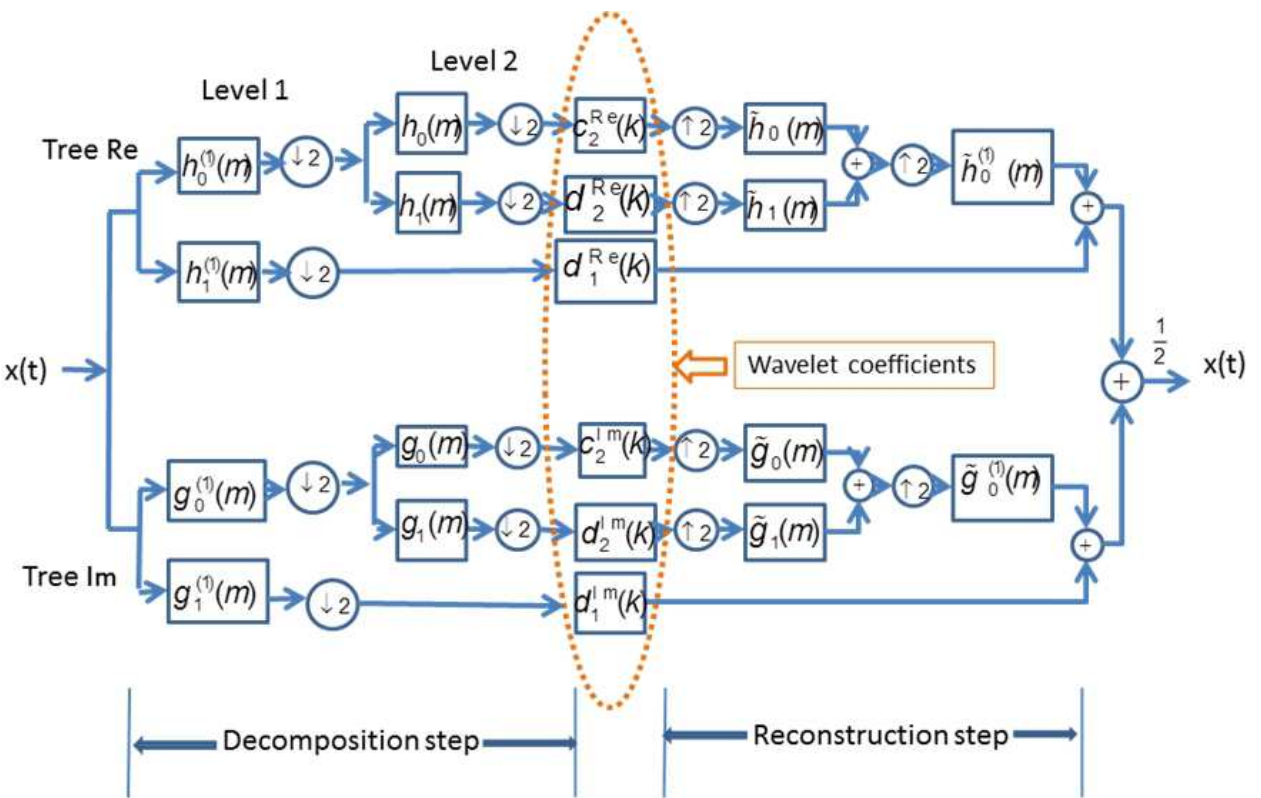 Level 2
Level 1
Tree Re
h₀(m) ↓2 c₂ᴿᵉ(k) ↑2 h̃₀(m)
h₀⁽¹⁾(m) ↓2 + ↑2 h̃₀⁽¹⁾(m)
h₁(m) ↓2 d₂ᴿᵉ(k) ↑2 h̃₁(m) +
h₁⁽¹⁾(m) ↓2 d₁ᴿᵉ(k)
x(t) Wavelet coefficients + 1/2 x(t)
g₀(m) ↓2 c₂ᴵᵐ(k) ↑2 g̃₀(m)
g₀⁽¹⁾(m) ↓2 + ↑2 g̃₀⁽¹⁾(m)
g₁(m) ↓2 d₂ᴵᵐ(k) ↑2 g̃₁(m) +
Tree Im
g₁⁽¹⁾(m) ↓2 d₁ᴵᵐ(k)
Decomposition step Reconstruction step